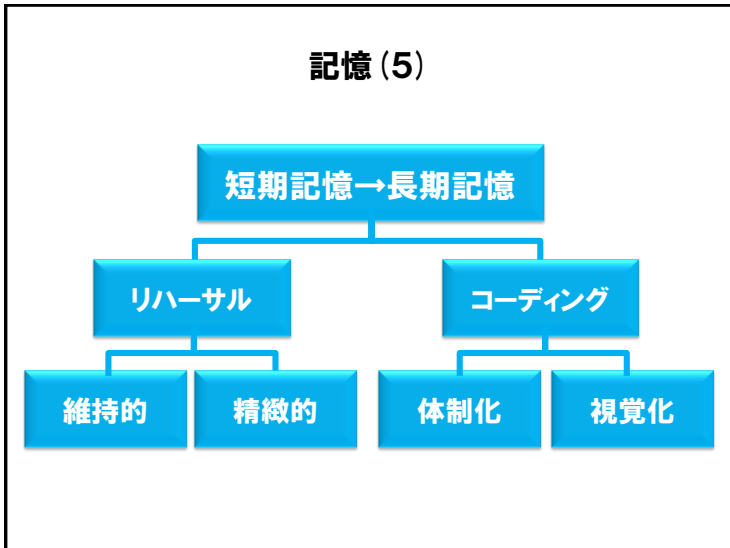 記憶（5）
短期記憶→長期記憶
リハーサル
コーディング
維持的
精緻的
体制化
視覚化